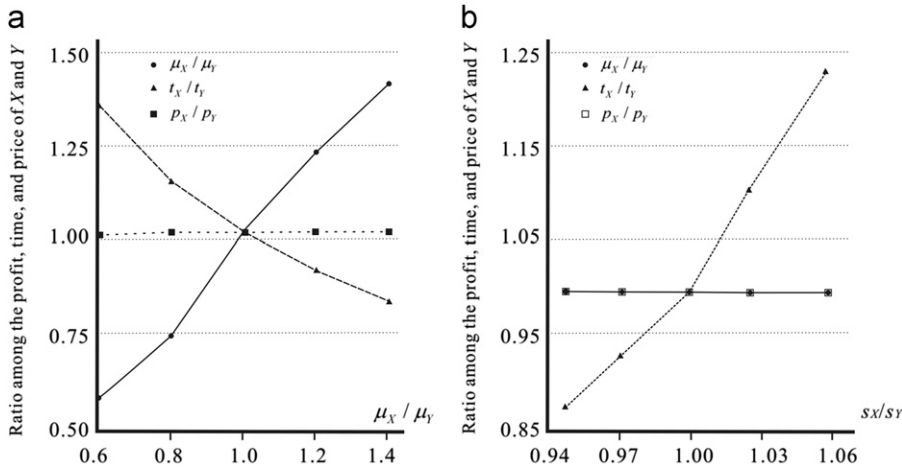 a
Ratio among the profit, time, and price of X and Y
1.50
1.25
1.00
0.75
0.50
μX / μY
tX / tY
pX / pY
μX / μY
0.6 0.8 1.0 1.2 1.4
b
Ratio among the profit, time, and price of X and Y
1.25
1.15
1.05
0.95
0.85
μX / μY
tX / tY
pX / pY
sX/sY
0.94 0.97 1.00 1.03 1.06